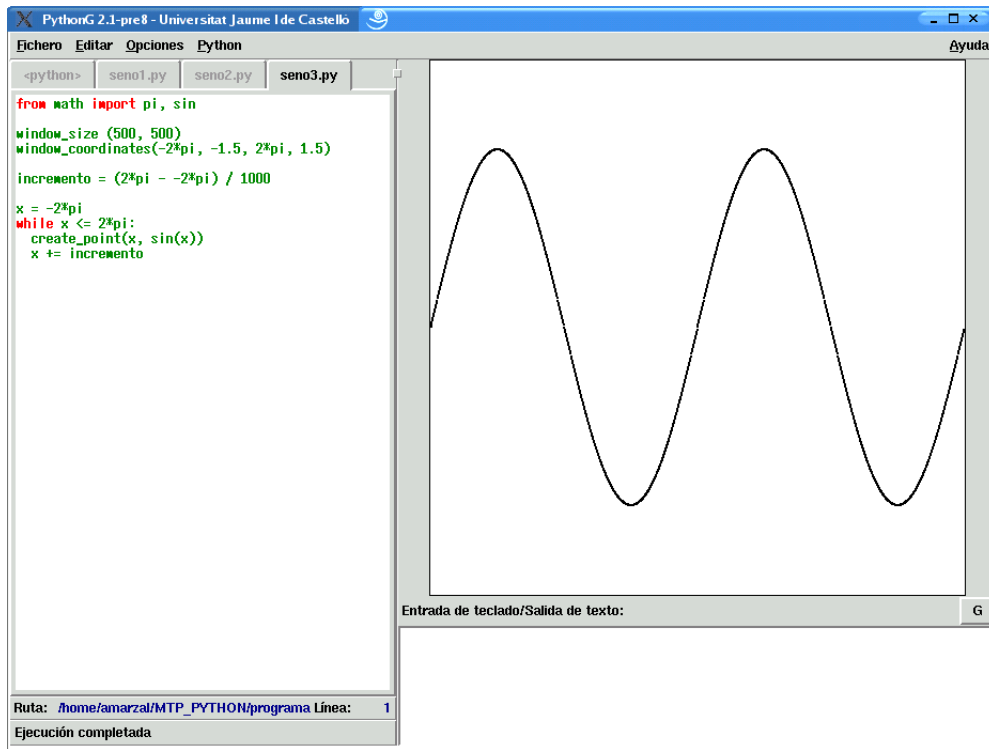 PythonG 2.1-pre8 - Universitat Jaume I de Castelló
Fichero Editar Opciones Python Ayuda
<python> seno1.py seno2.py seno3.py
from math import pi, sin
window_size (500, 500)
window_coordinates(-2*pi, -1.5, 2*pi, 1.5)
incremento = (2*pi - -2*pi) / 1000
x = -2*pi
while x <= 2*pi:
  create_point(x, sin(x))
  x += incremento
Entrada de teclado/Salida de texto: G
Ruta: /home/amarzal/MTP_PYTHON/programa Línea: 1
Ejecución completada